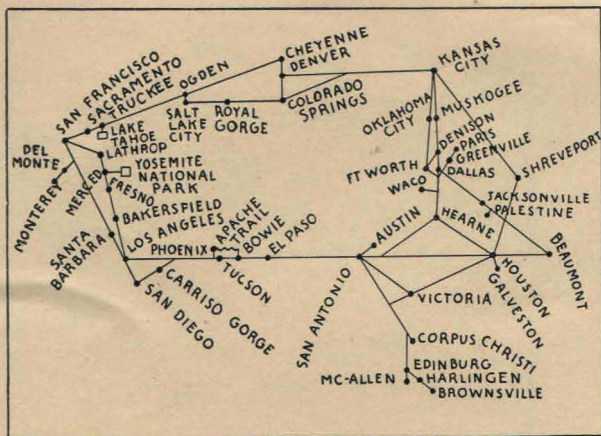 CHEYENNE
DENVER
KANSAS
CITY
OGDEN
TRUCKEE
SACRAMENTO
SAN FRANCISCO
SALT
LAKE
CITY
ROYAL
GORGE
COLORADO
SPRINGS
OKLAHOMA
CITY
MUSKOGEE
LAKE
TAHOE
LATHROP
DEL
MONTE
MONTEREY
MERCED
YOSEMITE
NATIONAL
PARK
FRESNO
BAKERSFIELD
DENISON
PARIS
GREENVILLE
FT WORTH
DALLAS
WACO
SHREVEPORT
JACKSONVILLE
PALESTINE
HEARNE
AUSTIN
BEAUMONT
LOS ANGELES
SANTA
BARBARA
PHOENIX
APACHE
TRAIL
BOWIE
EL PASO
TUCSON
CARRISO GORGE
SAN DIEGO
SAN ANTONIO
HOUSTON
GALVESTON
VICTORIA
CORPUS CHRISTI
EDINBURG
MC-ALLEN
HARLINGEN
BROWNSVILLE